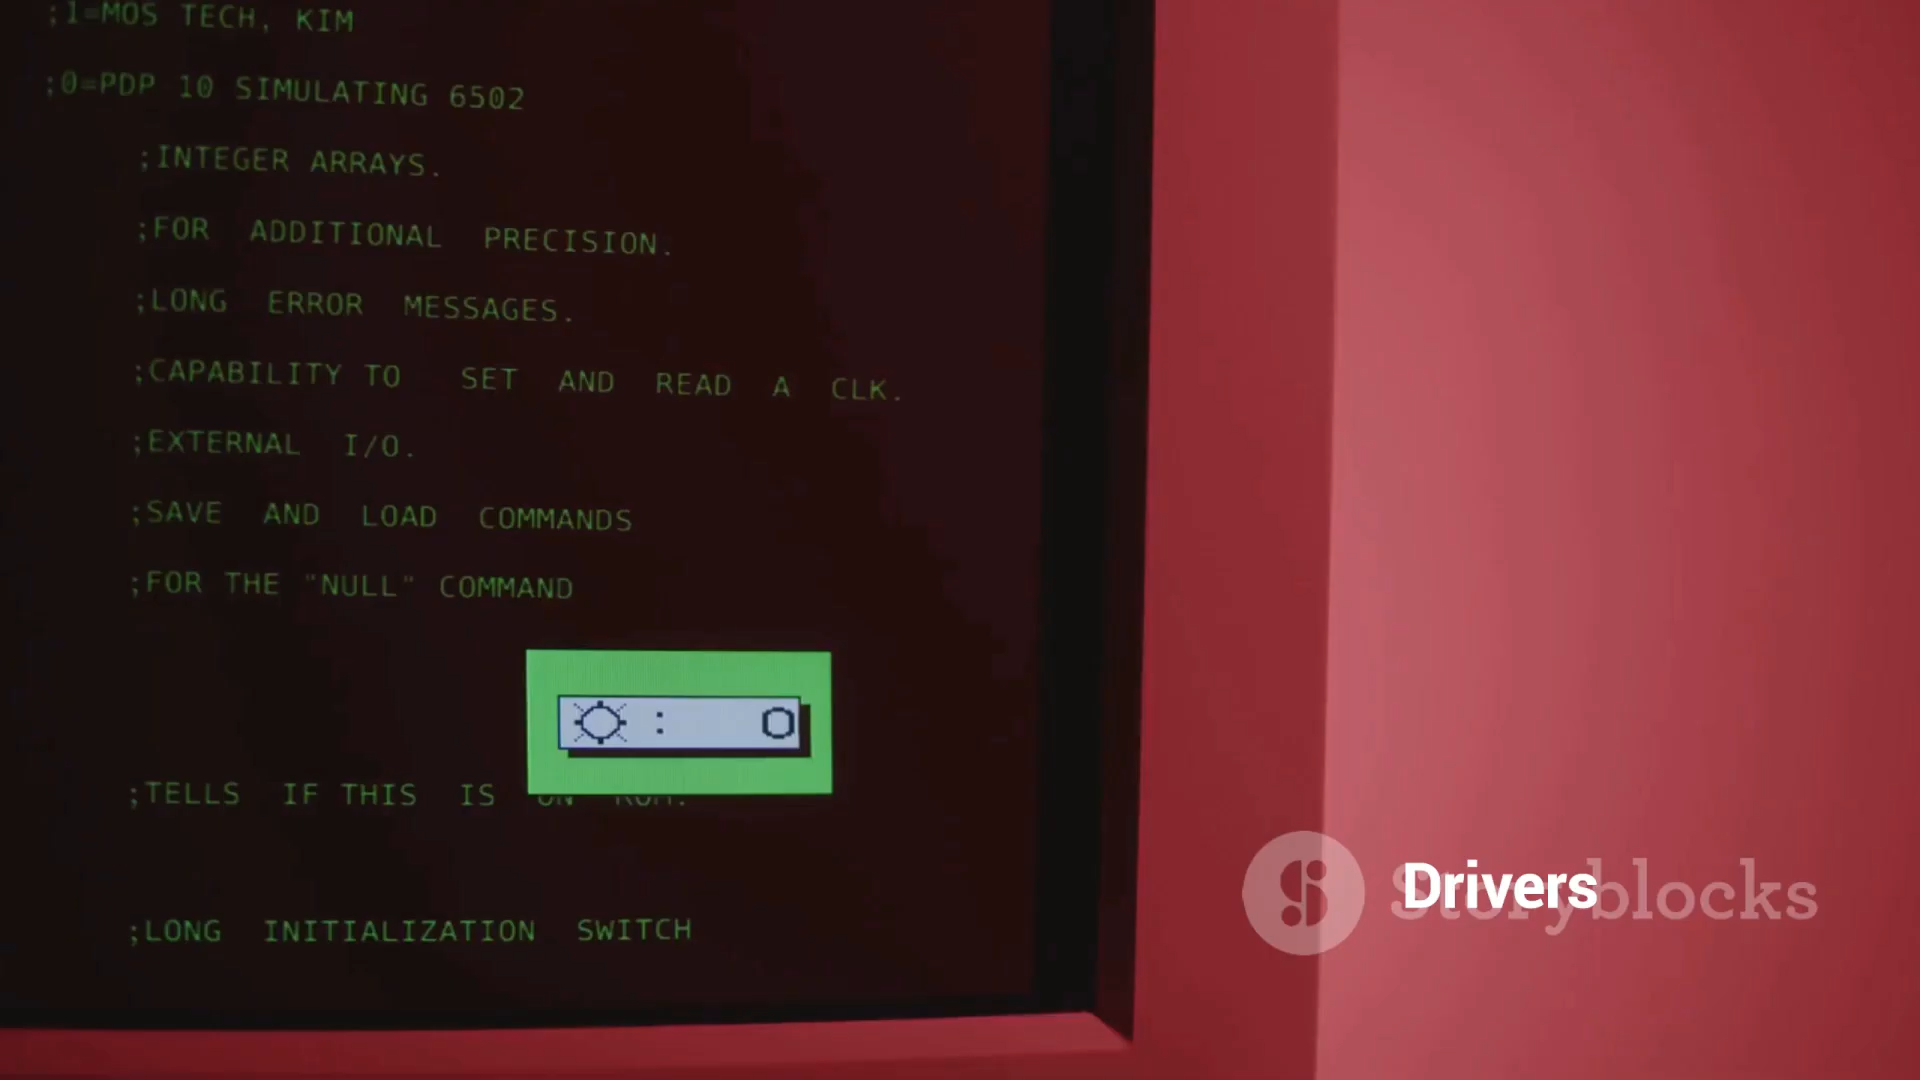 ;1=MOS TECH, KIM
;0=PDP 10 SIMULATING 6502
;INTEGER ARRAYS.
;FOR ADDITIONAL PRECISION.
;LONG ERROR MESSAGES.
;CAPABILITY TO SET AND READ A CLK.
;EXTERNAL I/O.
;SAVE AND LOAD COMMANDS
;FOR THE "NULL" COMMAND
: 0
;TELLS IF THIS IS
;LONG INITIALIZATION SWITCH
Drivers
Storyblocks